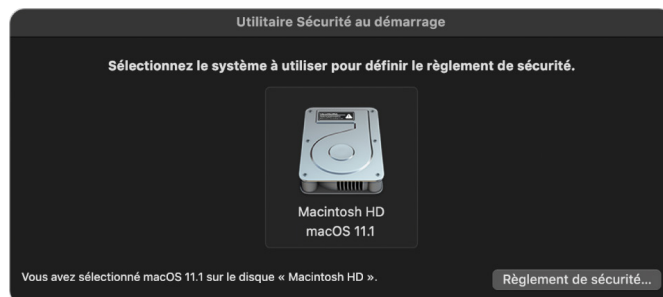 Utilitaire Sécurité au démarrage
Sélectionnez le système à utiliser pour définir le règlement de sécurité.
Macintosh HD
macOS 11.1
Vous avez sélectionné macOS 11.1 sur le disque « Macintosh HD ».
Règlement de sécurité...